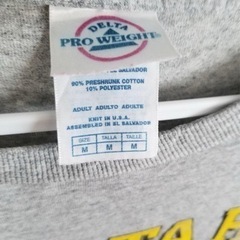 DELTA
PRO WEIGHT
SALVADOR
90% PRESHRUNK COTTON
10% POLYESTER
ADULT ADULTO ADULTE
KNIT IN U.S.A.
ASSEMBLED IN EL SALVADOR
SIZE TALLA TAILLE
M M M